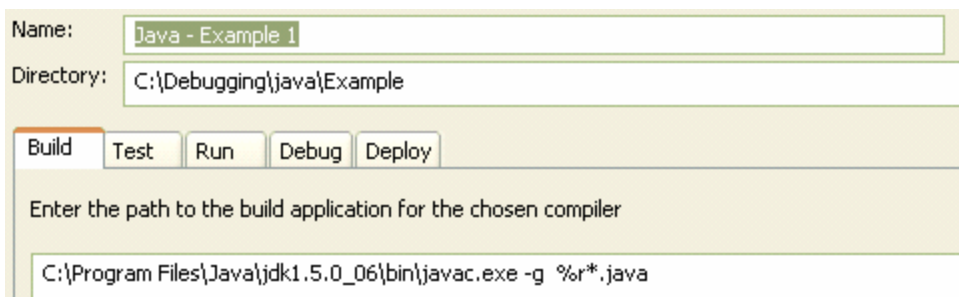 Name: Java - Example 1
Directory: C:\Debugging\java\Example
Build Test Run Debug Deploy
Enter the path to the build application for the chosen compiler
C:\Program Files\Java\jdk1.5.0_06\bin\javac.exe -g %r*.java